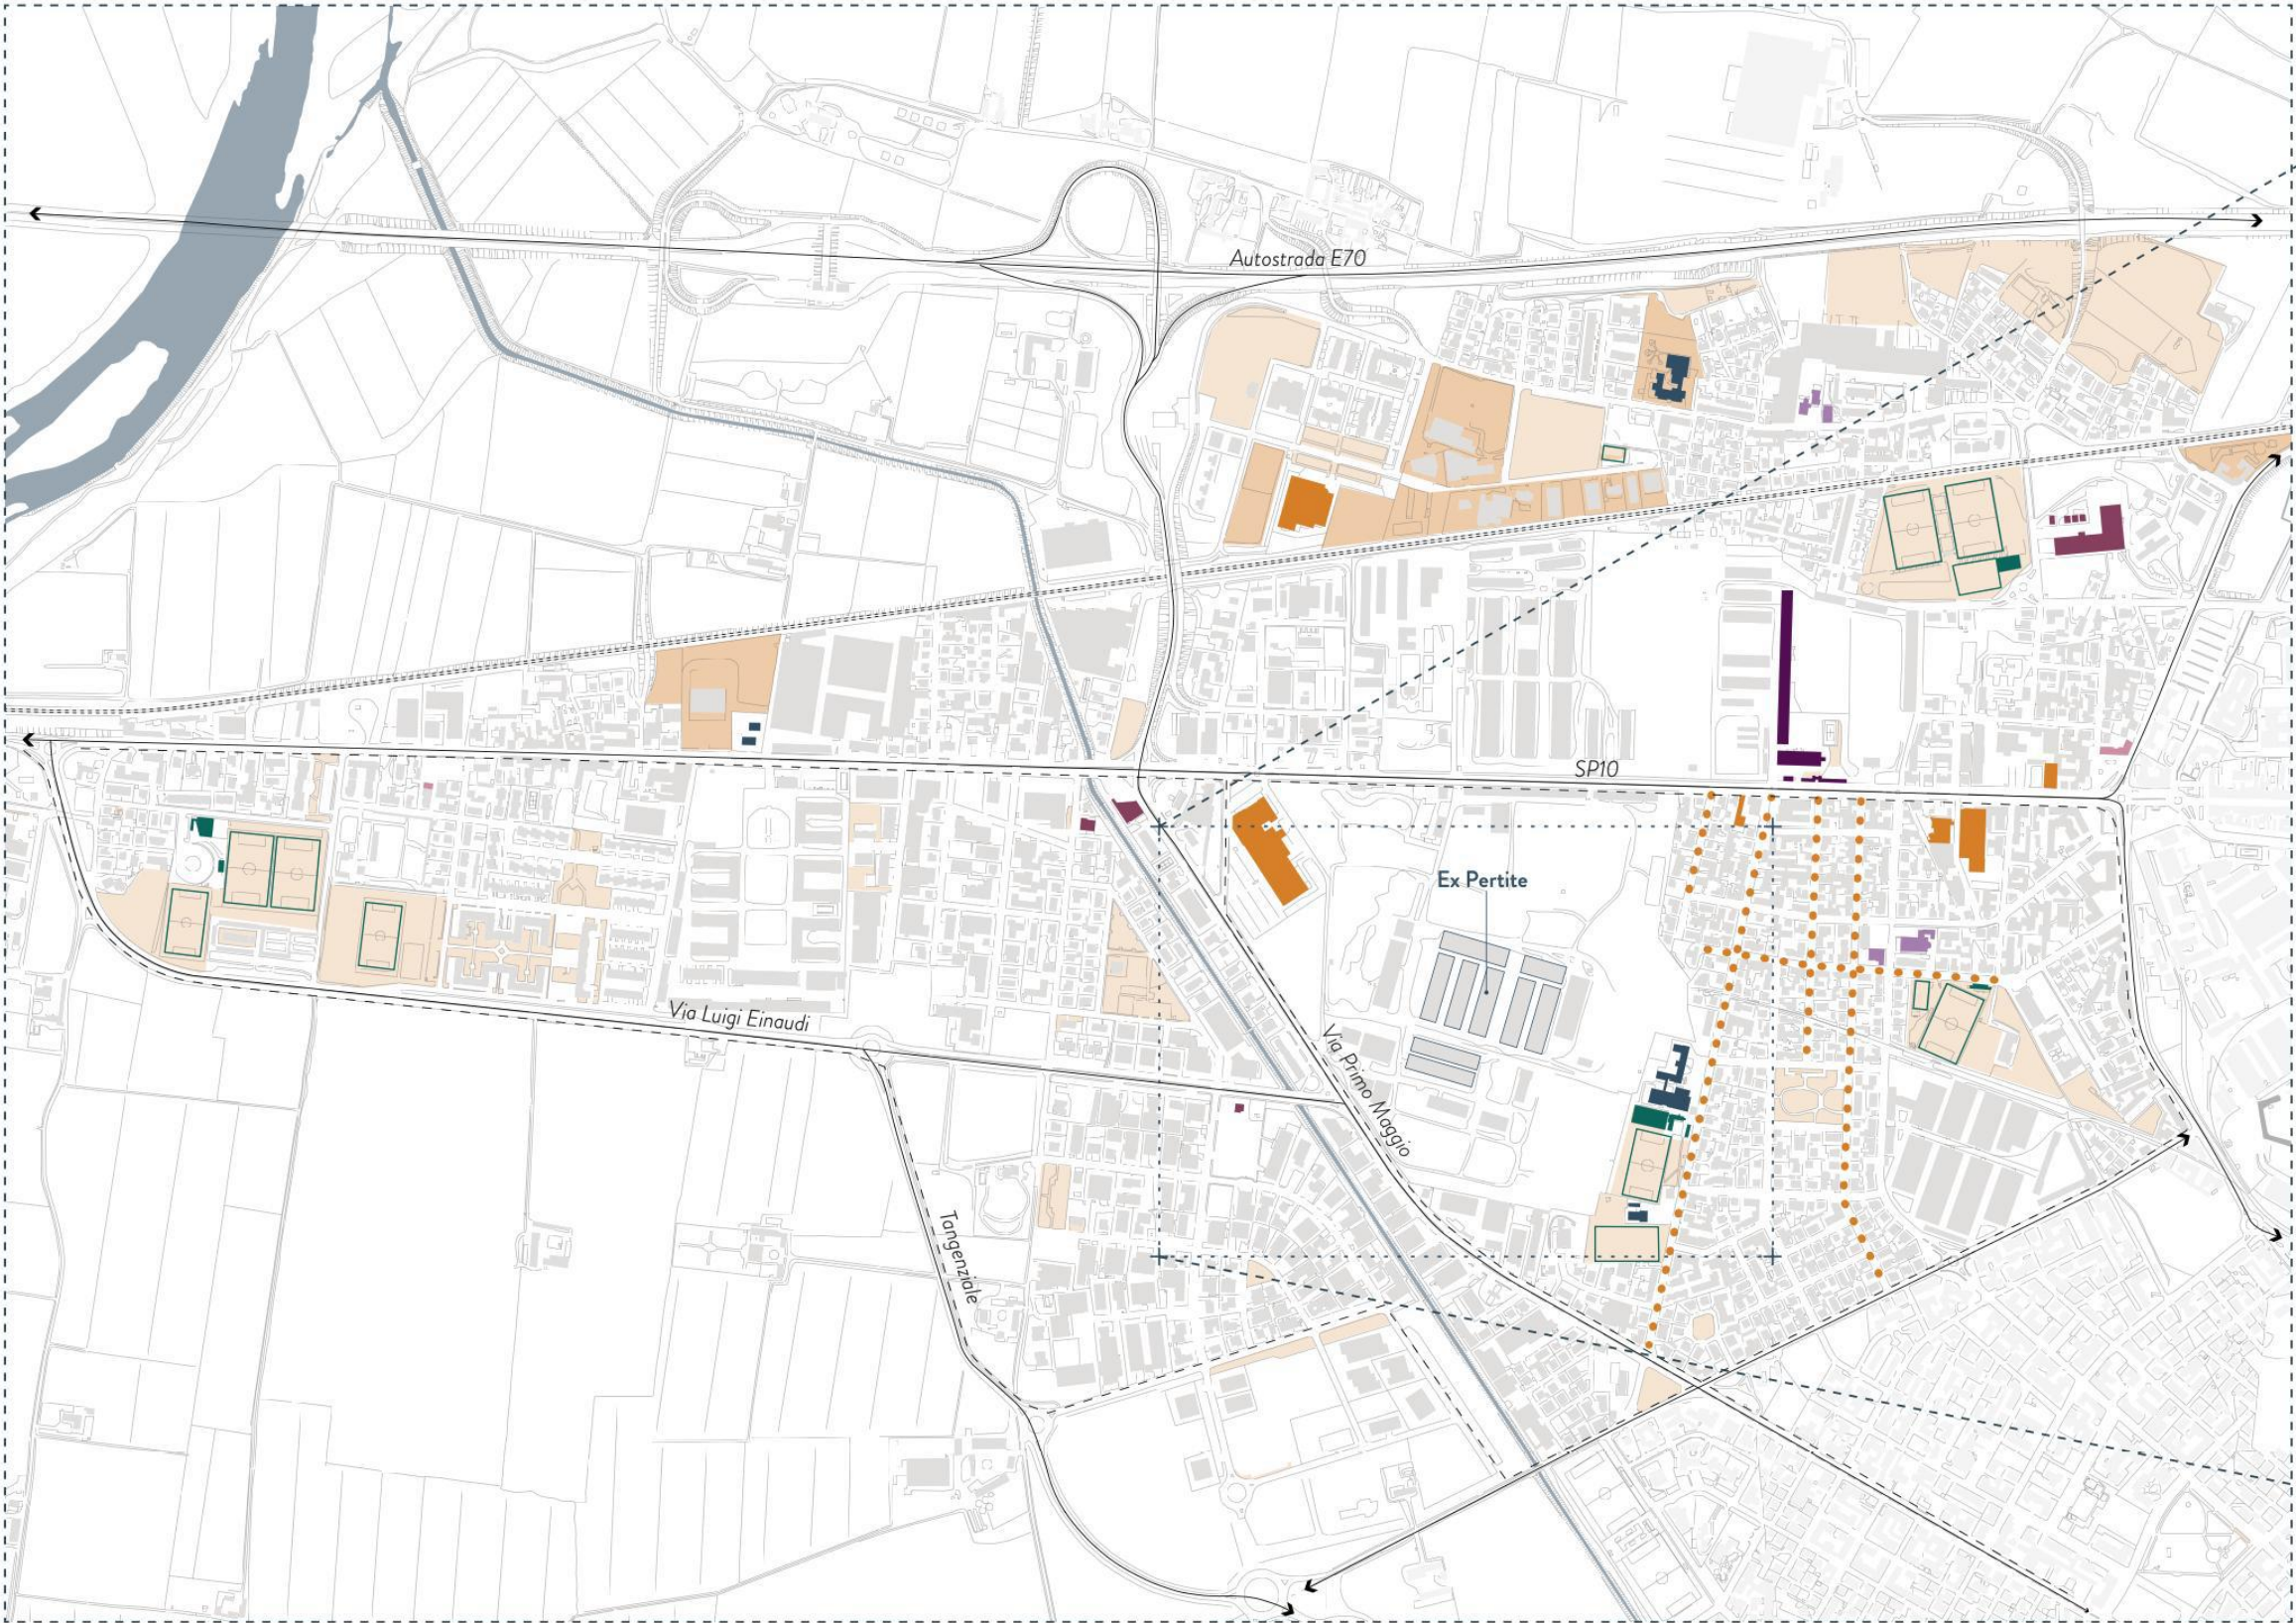 Autostrada E70
SP10
Ex Pertite
Via Luigi Einaudi
Via Primo Maggio
Tangenziale